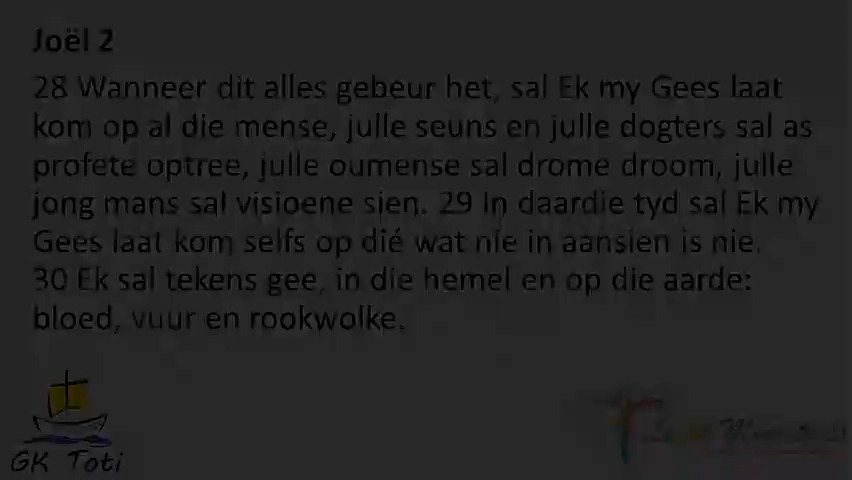 Joël 2
28 Wanneer dit alles gebeur het, sal Ek my Gees laat
kom op al die mense, julle seuns en julle dogters sal as
profete optree, julle oumense sal drome droom, julle
jong mans sal visioene sien. 29 In daardie tyd sal Ek my
Gees laat kom selfs op dié wat nie in aansien is nie.
30 Ek sal tekens gee, in die hemel en op die aarde:
bloed, vuur en rookwolke,
GK Toti